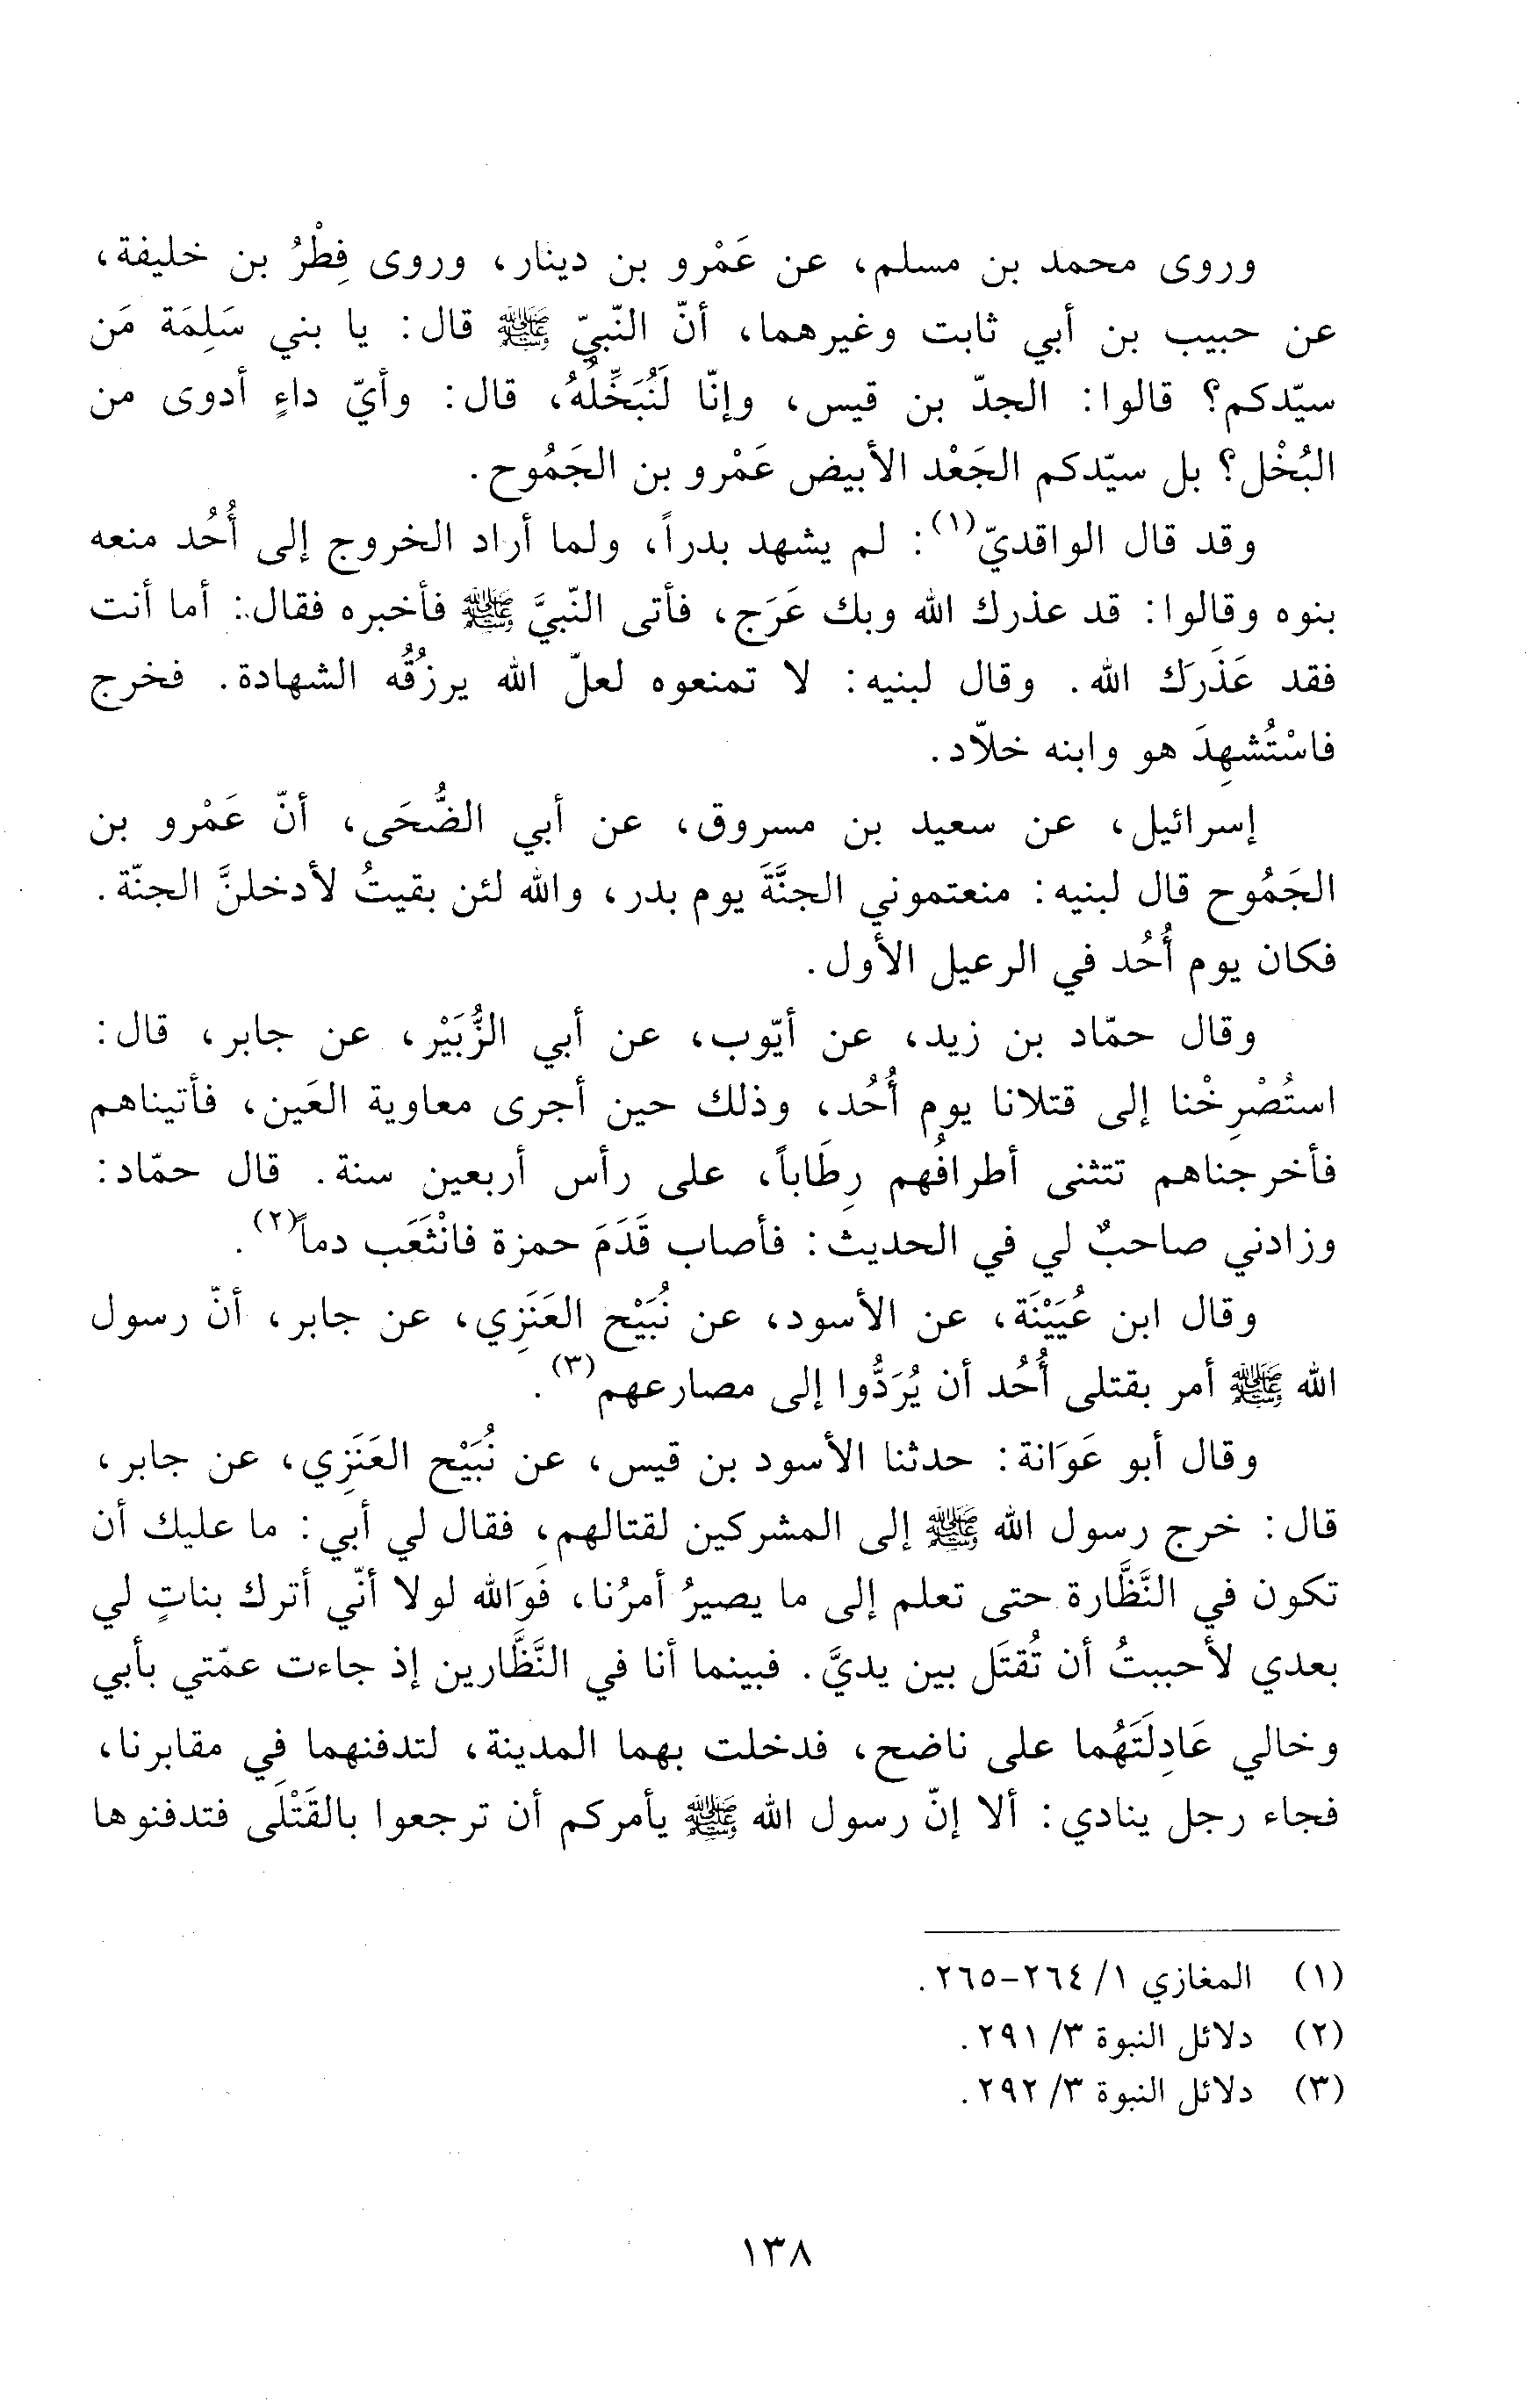 وروى محمد بن مسلم، عن عَمْرو بن دينار، وروى فِطْرُ بن خليفة،
عن حبيب بن أبي ثابت وغيرهما، أنّ النّبيّ ﷺ قال: يا بني سَلِمَة مَن
سيّدكم؟ قالوا: الجدّ بن قيس، وإنّا لَنُبَخِّلُهُ، قال: وأيّ داءٍ أدوى من
البُخْل؟ بل سيّدكم الجَعْد الأبيض عَمْرو بن الجَمُوح.
وقد قال الواقديّ(١): لم يشهد بدراً، ولما أراد الخروج إلى أُحُد منعه
بنوه وقالوا: قد عذرك الله وبك عَرَج، فأتى النّبيَّ ﷺ فأخبره فقال: أما أنت
فقد عَذَرَك الله. وقال لبنيه: لا تمنعوه لعلّ الله يرزُقُه الشهادة. فخرج
فاسْتُشهِدَ هو وابنه خلاّد.
إسرائيل، عن سعيد بن مسروق، عن أبي الضُّحَى، أنّ عَمْرو بن
الجَمُوح قال لبنيه: منعتموني الجنَّةَ يوم بدر، والله لئن بقيتُ لأدخلنَّ الجنّة.
فكان يوم أُحُد في الرعيل الأول.
وقال حمّاد بن زيد، عن أيّوب، عن أبي الزُّبَيْر، عن جابر، قال:
استُصْرِخْنا إلى قتلانا يوم أُحُد، وذلك حين أجرى معاوية العَين، فأتيناهم
فأخرجناهم تتثنى أطرافُهم رِطَاباً، على رأس أربعين سنة. قال حمّاد:
وزادني صاحبٌ لي في الحديث: فأصاب قَدَمَ حمزة فانْثَعَب دماً(٢).
وقال ابن عُيَيْنَة، عن الأسود، عن نُبَيْح العَنَزِي، عن جابر، أنّ رسول
الله ﷺ أمر بقتلى أُحُد أن يُرَدُّوا إلى مصارعهم(٣).
وقال أبو عَوَانة: حدثنا الأسود بن قيس، عن نُبَيْح العَنَزِي، عن جابر،
قال: خرج رسول الله ﷺ إلى المشركين لقتالهم، فقال لي أبي: ما عليك أن
تكون في النَّظَّارة حتى تعلم إلى ما يصيرُ أمرُنا، فَوَالله لولا أنّي أترك بناتٍ لي
بعدي لأحببتُ أن تُقتَل بين يديَّ. فبينما أنا في النَّظَّارين إذ جاءت عمّتي بأبي
وخالي عَادِلَتَهُما على ناضح، فدخلت بهما المدينة، لتدفنهما فِي مقابرنا،
فجاء رجل ينادي: ألا إنّ رسول الله ﷺ يأمركم أن ترجعوا بالقَتْلَى فتدفنوها
(١) المغازي ١/ ٢٦٤-٢٦٥.
(٢) دلائل النبوة ٣/ ٢٩١.
(٣) دلائل النبوة ٣/ ٢٩٢.
١٣٨